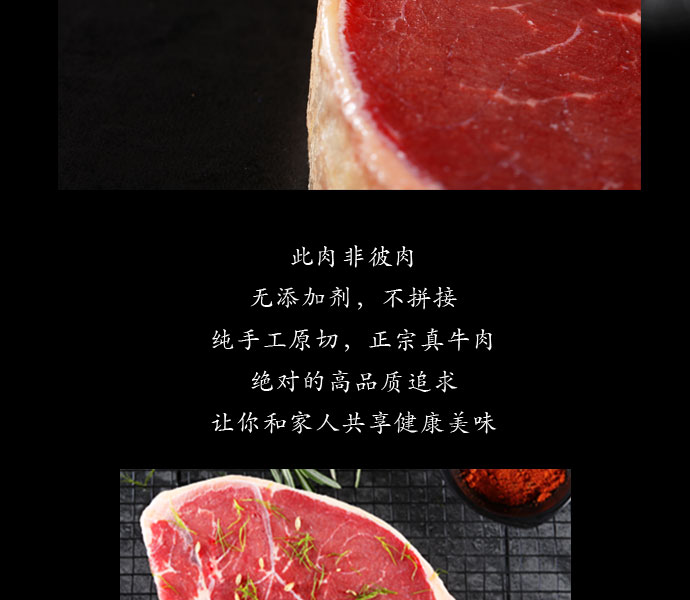 此肉非彼肉
无添加剂，不拼接
纯手工原切，正宗真牛肉
绝对的高品质追求
让你和家人共享健康美味